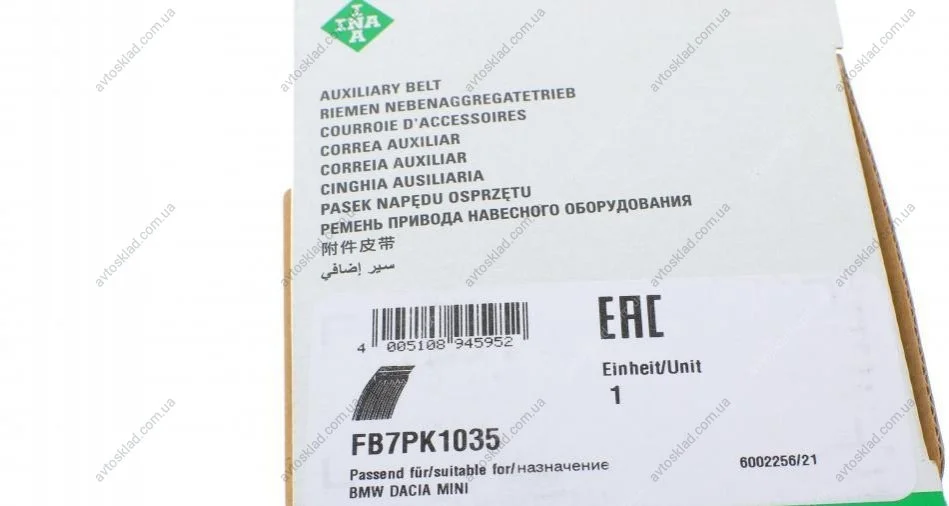 INA
AUXILIARY BELT
RIEMEN NEBENAGGREGATETRIEB
COURROIE D'ACCESSOIRES
CORREA AUXILIAR
CORREIA AUXILIAR
CINGHIA AUSILIARIA
PASEK NAPĘDU OSPRZĘTU
РЕМЕНЬ ПРИВОДА НАВЕСНОГО ОБОРУДОВАНИЯ
附件皮带
سير إضافي
4 005108 945952
EAC
Einheit/Unit
1
FB7PK1035
Passend für/suitable for/назначение
BMW DACIA MINI
6002256/21
avtosklad.com.ua